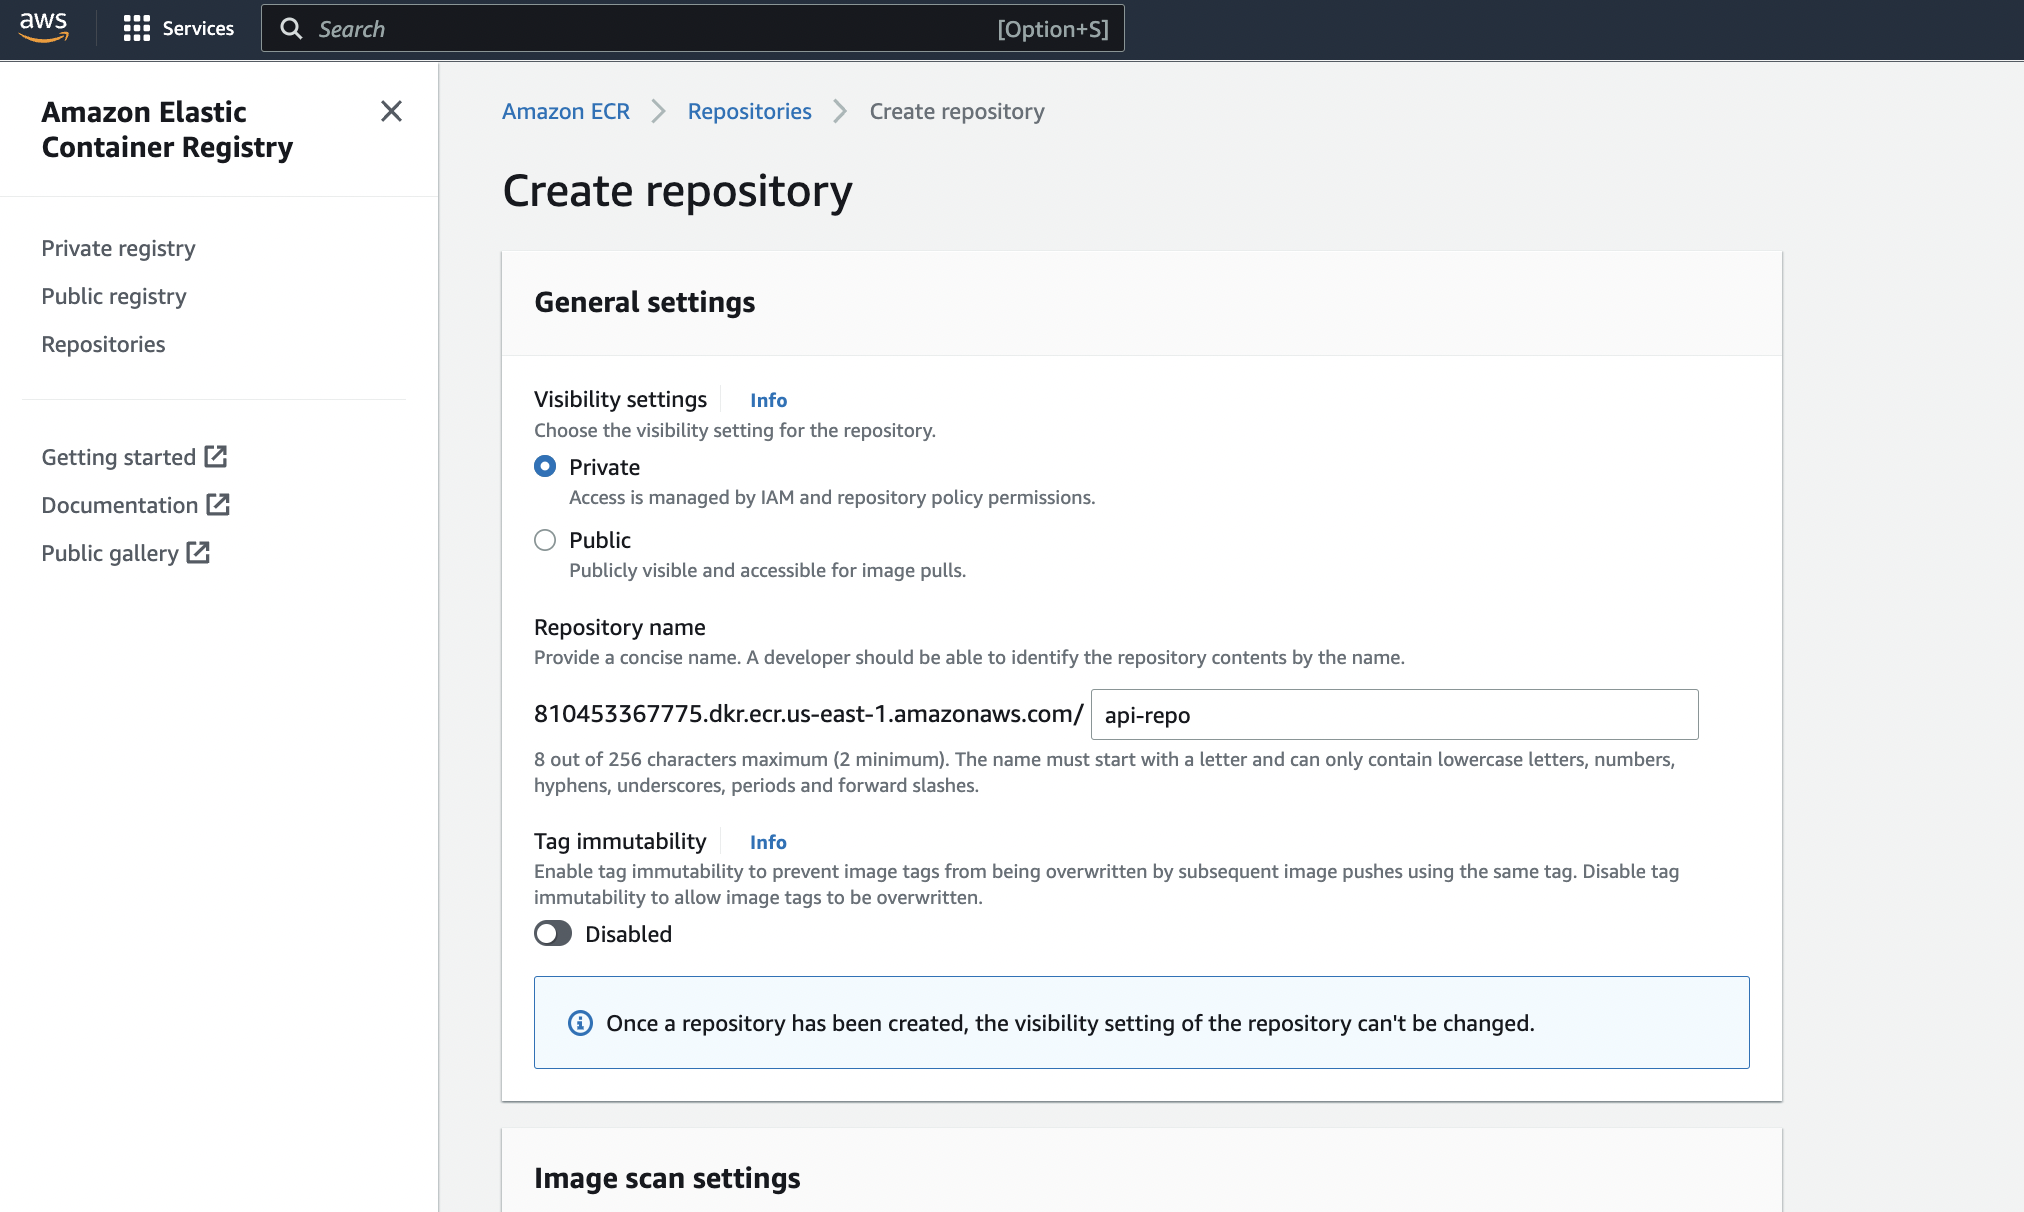 aws
Services
Search
[Option+S]
Amazon Elastic
Container Registry
Private registry
Public registry
Repositories
Getting started
Documentation
Public gallery
Amazon ECR
Repositories
Create repository
Create repository
General settings
Visibility settings
Info
Choose the visibility setting for the repository.
Private
Access is managed by IAM and repository policy permissions.
Public
Publicly visible and accessible for image pulls.
Repository name
Provide a concise name. A developer should be able to identify the repository contents by the name.
810453367775.dkr.ecr.us-east-1.amazonaws.com/
api-repo
8 out of 256 characters maximum (2 minimum). The name must start with a letter and can only contain lowercase letters, numbers,
hyphens, underscores, periods and forward slashes.
Tag immutability
Info
Enable tag immutability to prevent image tags from being overwritten by subsequent image pushes using the same tag. Disable tag
immutability to allow image tags to be overwritten.
Disabled
Once a repository has been created, the visibility setting of the repository can't be changed.
Image scan settings